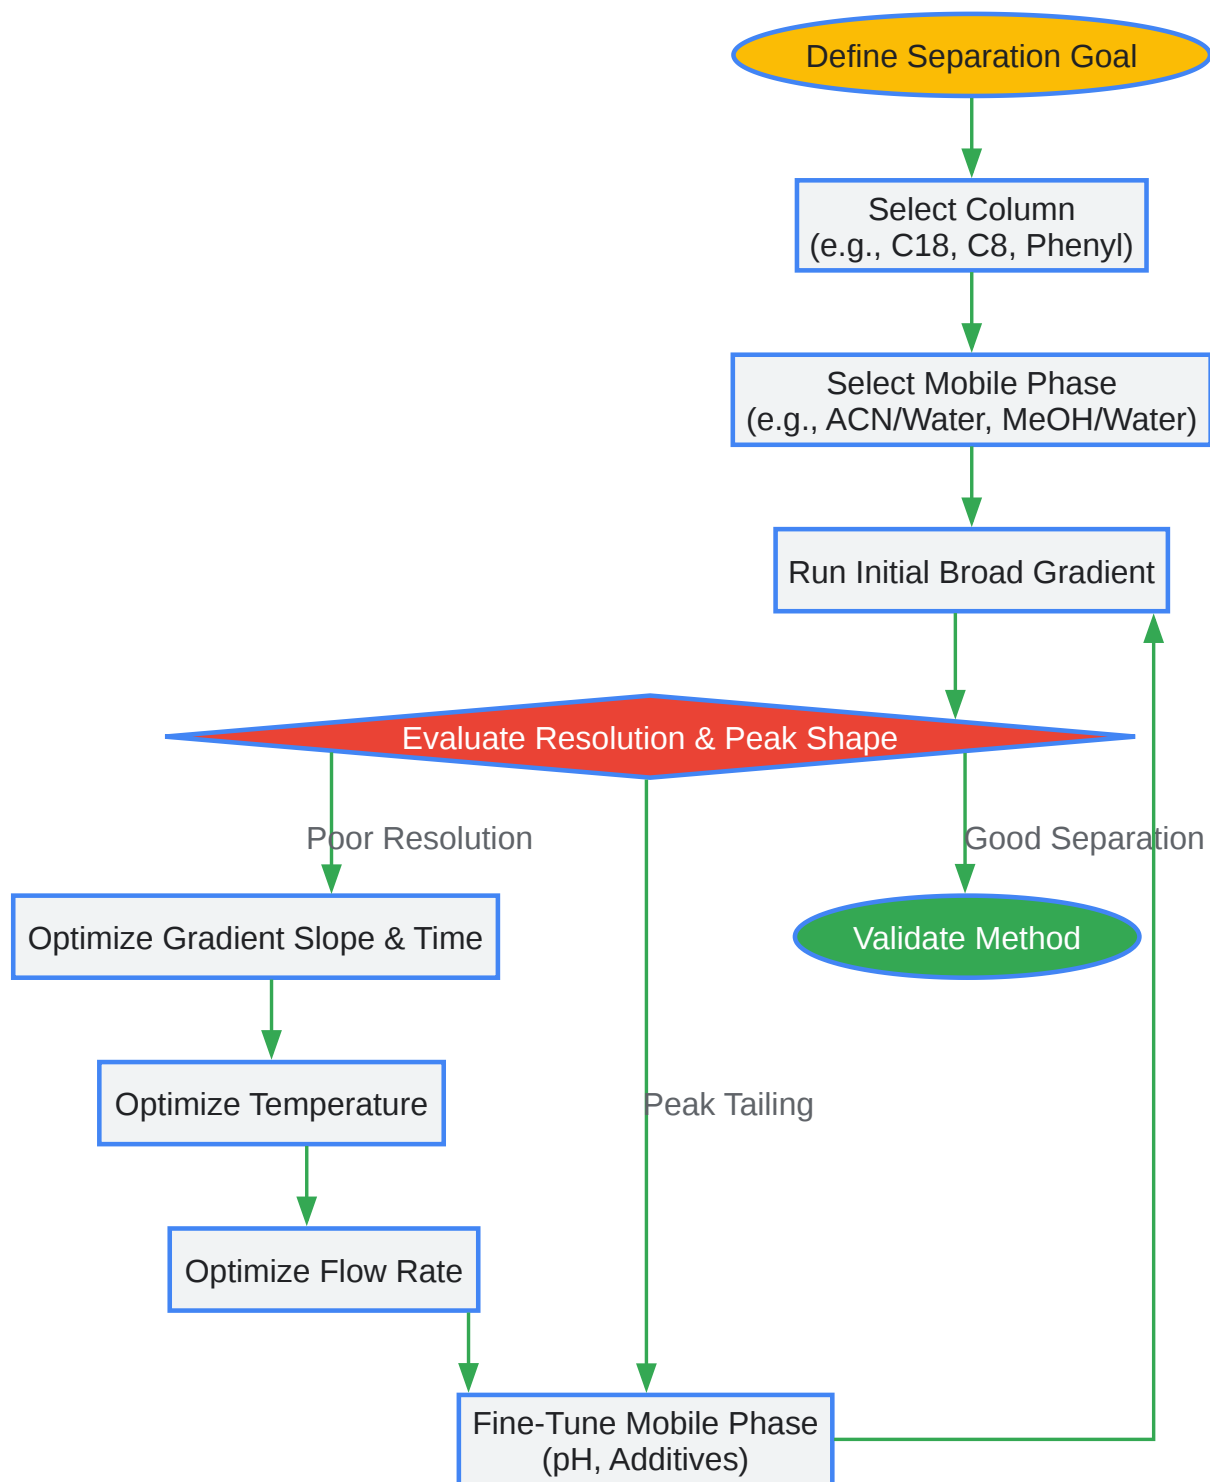 Define Separation Goal
Select Column
(e.g., C18, C8, Phenyl)
Select Mobile Phase
(e.g., ACN/Water, MeOH/Water)
Run Initial Broad Gradient
Evaluate Resolution & Peak Shape
Poor Resolution
Good Separation
Optimize Gradient Slope & Time
Validate Method
Optimize Temperature
Peak Tailing
Optimize Flow Rate
Fine-Tune Mobile Phase
(pH, Additives)